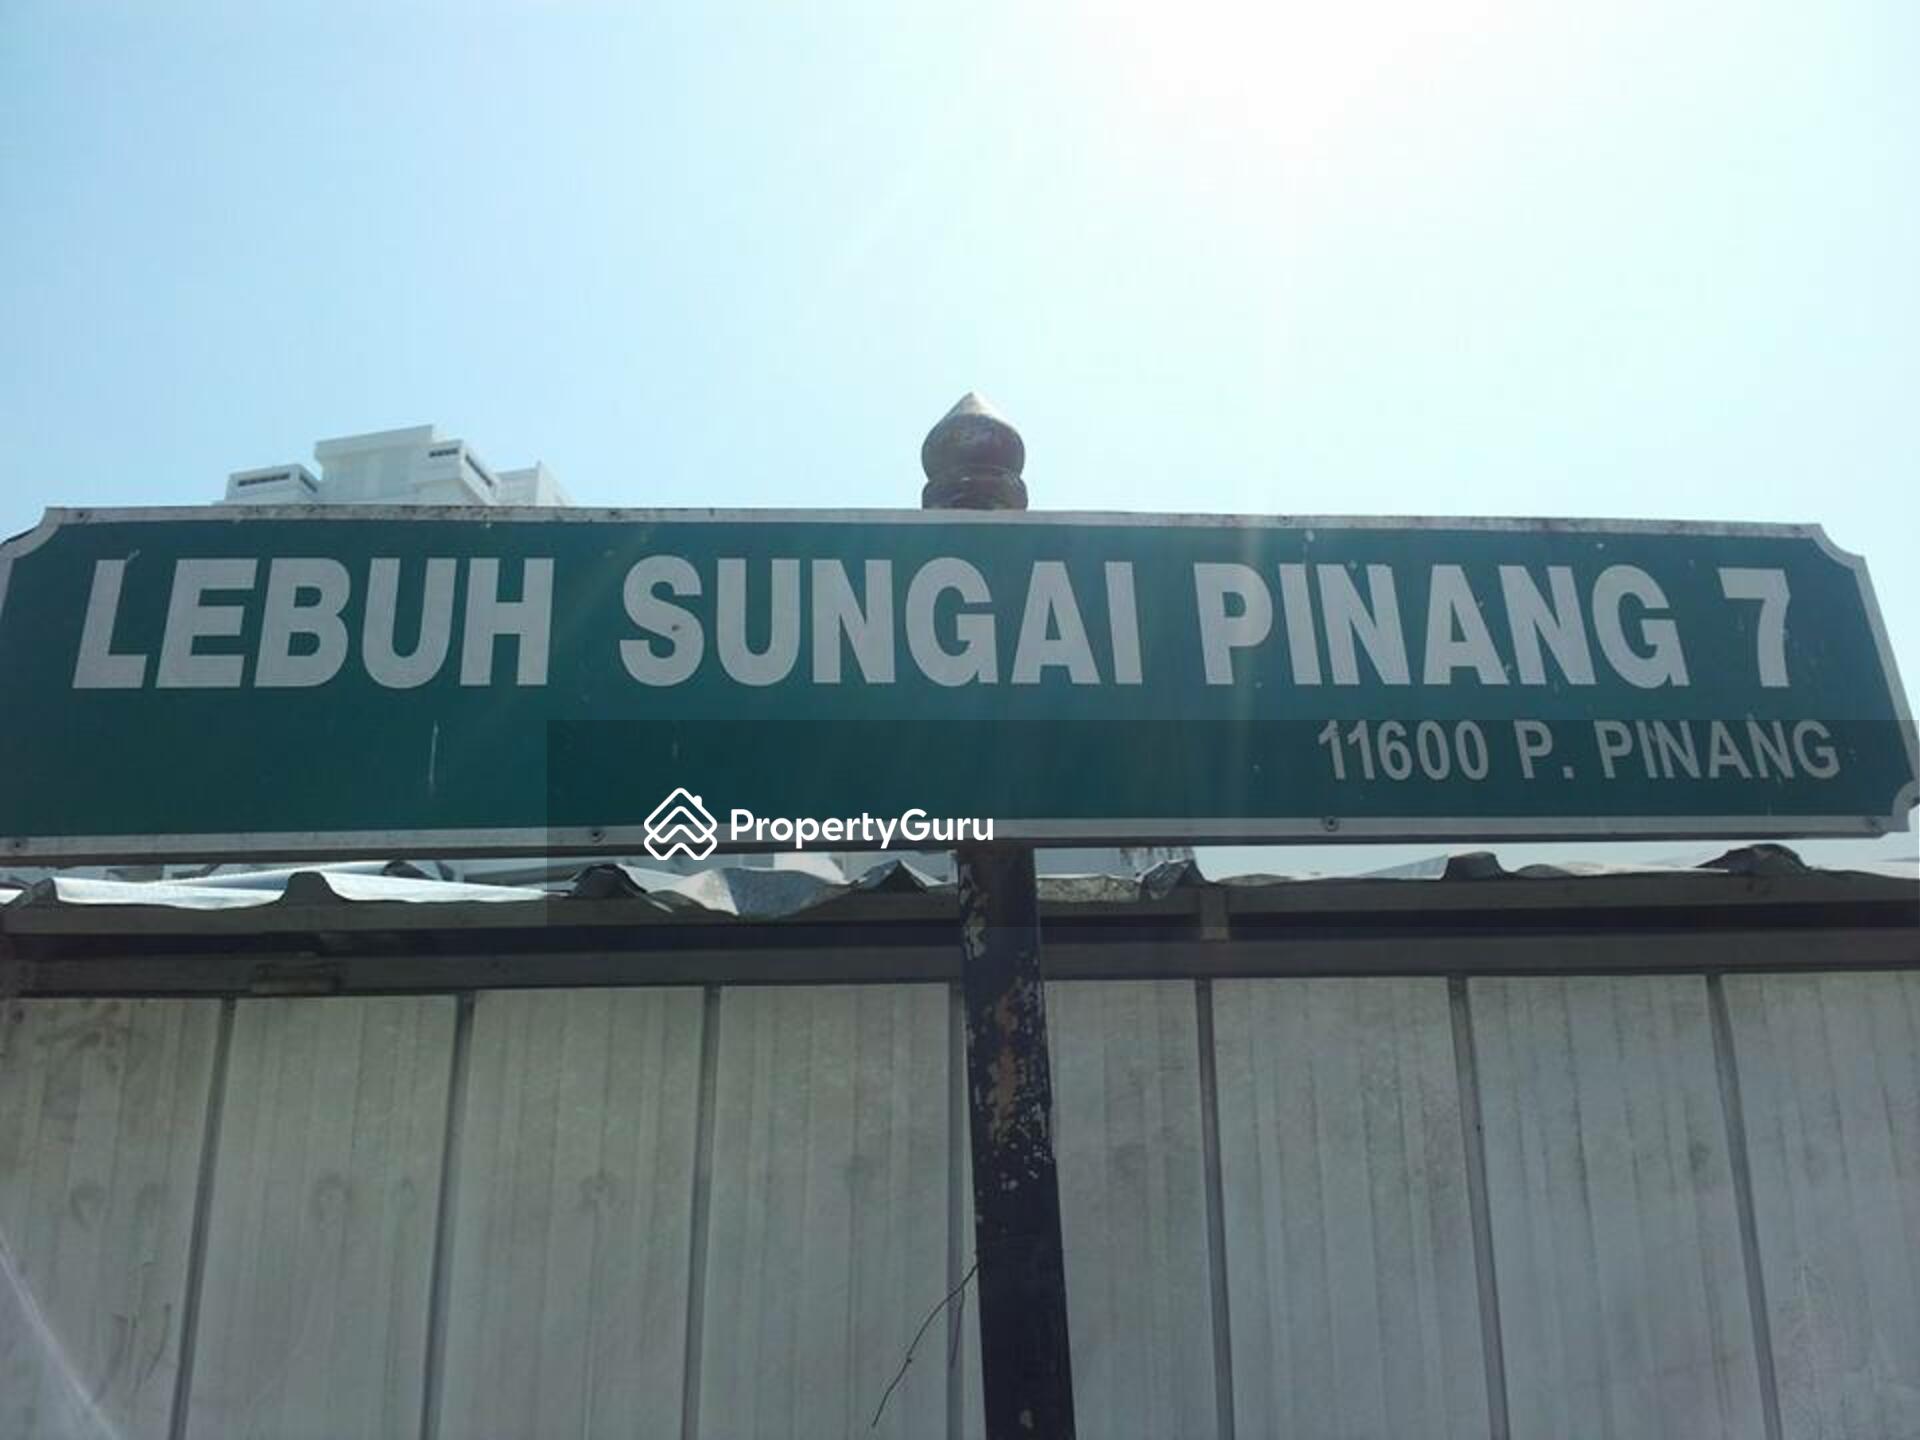 LEBUH SUNGAI PINANG 7
11600 P. PINANG
PropertyGuru